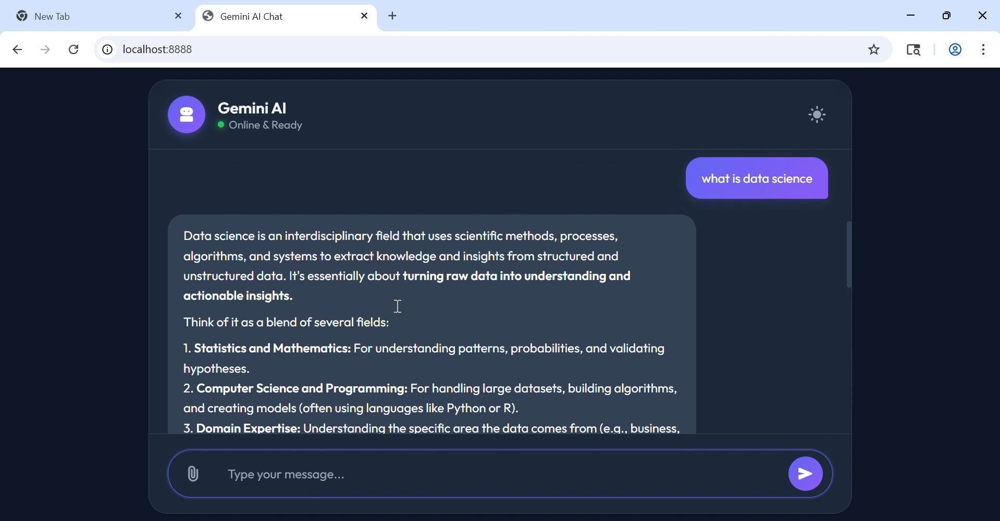 New Tab
Gemini AI Chat
localhost:8888
Gemini AI
Online & Ready
what is data science
Data science is an interdisciplinary field that uses scientific methods, processes,
algorithms, and systems to extract knowledge and insights from structured and
unstructured data. It's essentially about turning raw data into understanding and
actionable insights.
Think of it as a blend of several fields:
1. Statistics and Mathematics: For understanding patterns, probabilities, and validating
hypotheses.
2. Computer Science and Programming: For handling large datasets, building algorithms,
and creating models (often using languages like Python or R).
3. Domain Expertise: Understanding the specific area the data comes from (e.g., business,
Type your message...